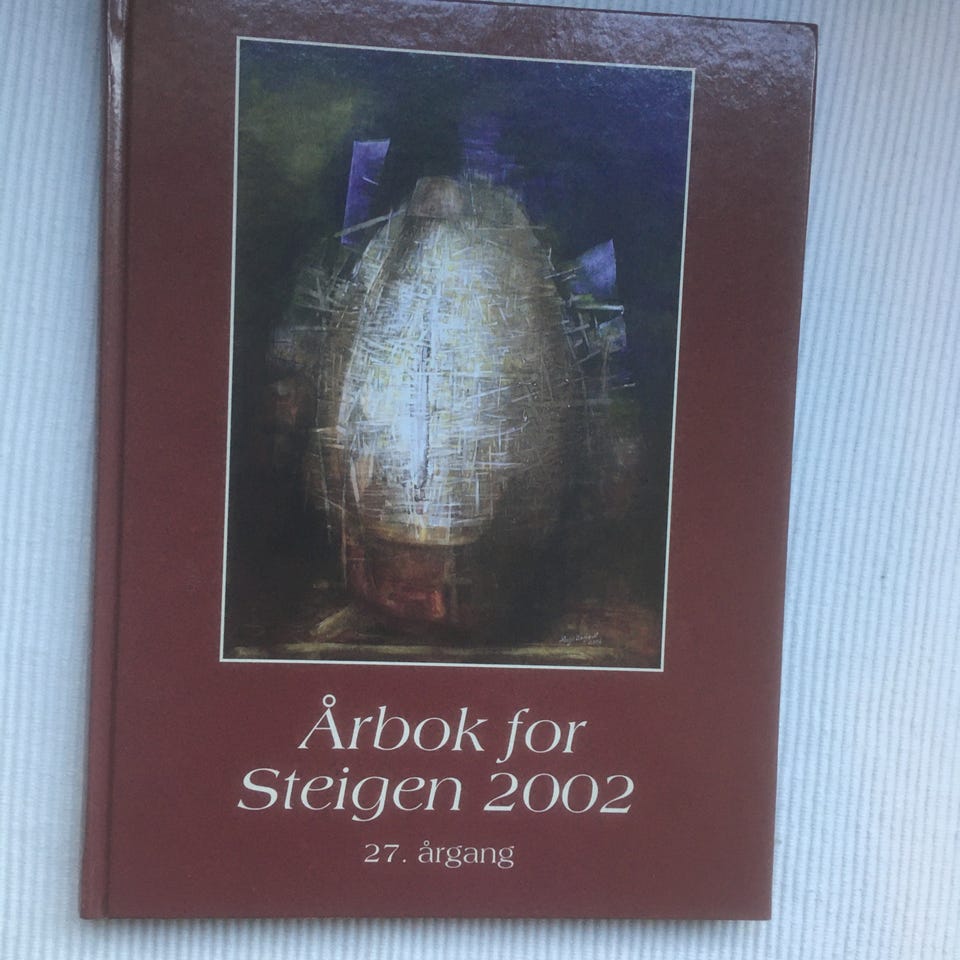 Årbok for
Steigen 2002
27. årgang